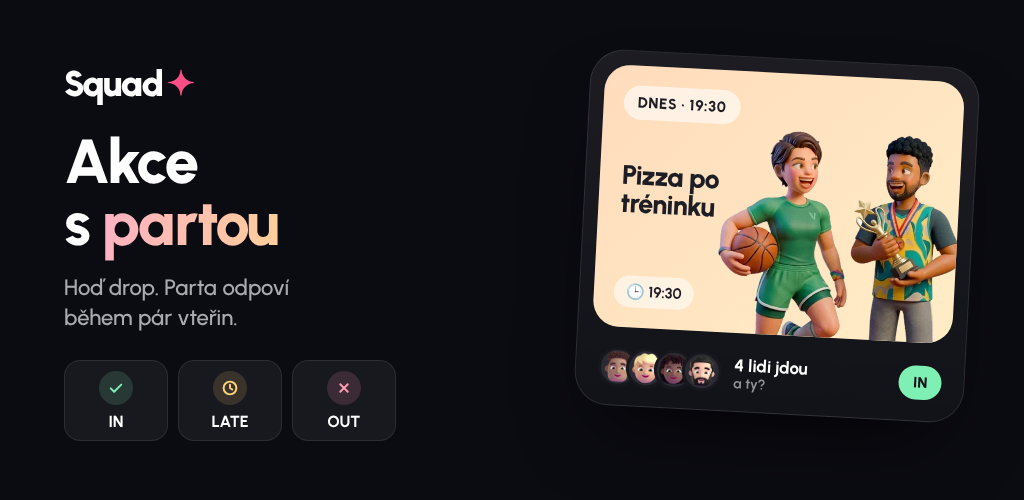 Squad
Akce
s partou
Hoď drop. Parta odpoví
během pár vteřin.
IN
LATE
OUT
DNES · 19:30
Pizza po
tréninku
19:30
4 lidi jdou
a ty?
IN